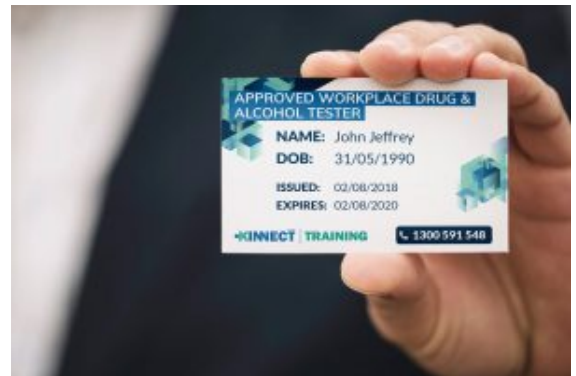 APPROVED WORKPLACE DRUG &
ALCOHOL TESTER
NAME: John Jeffrey
DOB: 31/05/1990
ISSUED: 02/08/2018
EXPIRES: 02/08/2020
KINNECT TRAINING 1300 591 548